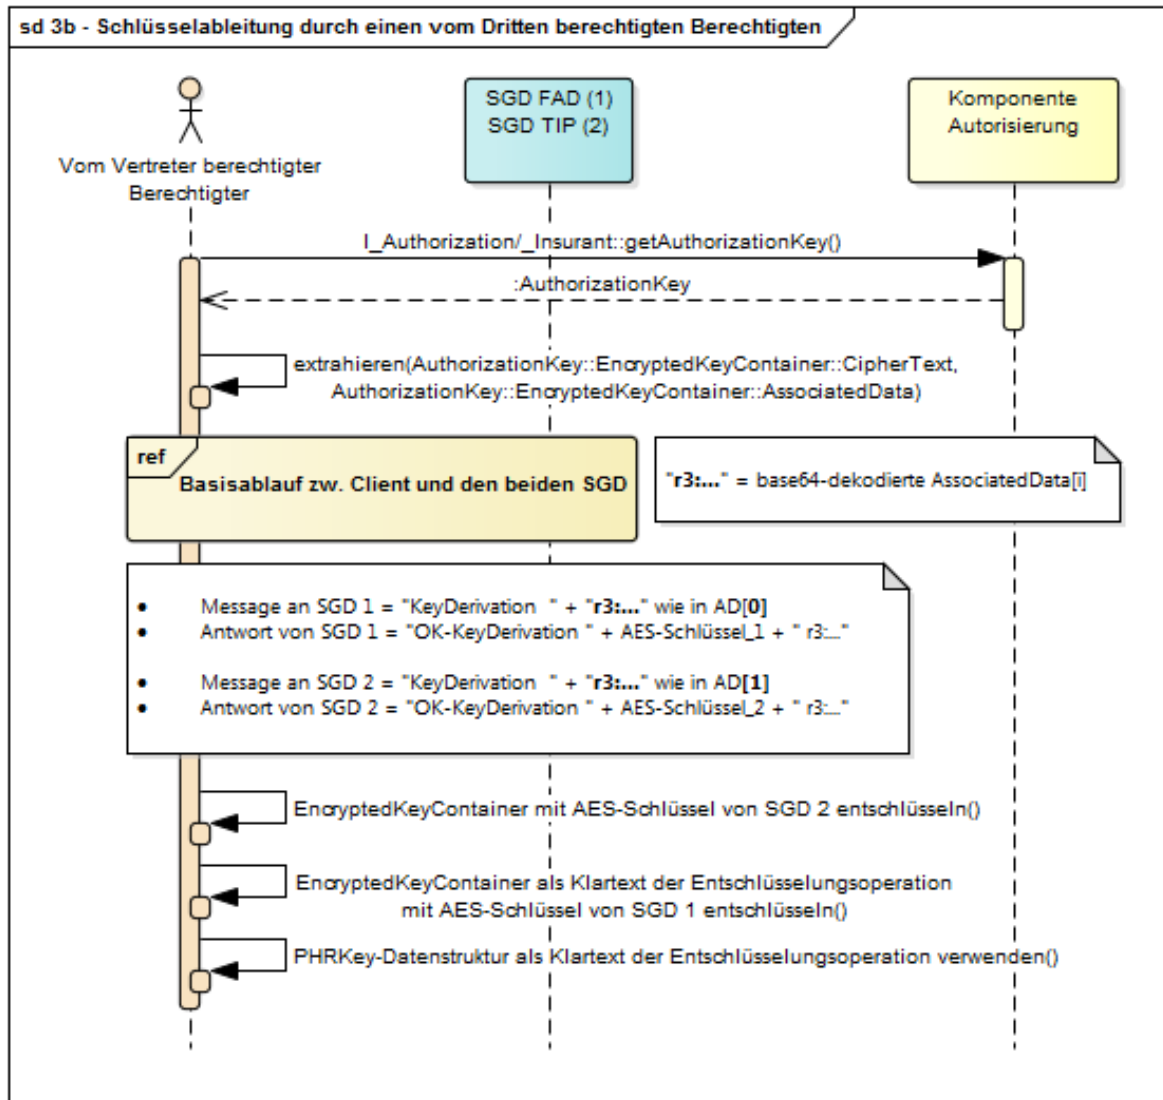 sd 3b - Schlüsselableitung durch einen vom Dritten berechtigten Berechtigten
Vom Vertreter berechtigter
Berechtigter
SGD FAD (1)
SGD TIP (2)
Komponente
Autorisierung
I_Authorization/_Insurant::getAuthorizationKey()
:AuthorizationKey
extrahieren(AuthorizationKey::EncryptedKeyContainer::CipherText,
AuthorizationKey::EncryptedKeyContainer::AssociatedData)
ref
Basisablauf zw. Client und den beiden SGD
"r3:..." = base64-dekodierte AssociatedData[i]
• Message an SGD 1 = "KeyDerivation " + "r3:..." wie in AD[0]
• Antwort von SGD 1 = "OK-KeyDerivation " + AES-Schlüssel_1 + " r3:..."
• Message an SGD 2 = "KeyDerivation " + "r3:..." wie in AD[1]
• Antwort von SGD 2 = "OK-KeyDerivation " + AES-Schlüssel_2 + " r3:..."
EncryptedKeyContainer mit AES-Schlüssel von SGD 2 entschlüsseln()
EncryptedKeyContainer als Klartext der Entschlüsselungsoperation
mit AES-Schlüssel von SGD 1 entschlüsseln()
PHRKey-Datenstruktur als Klartext der Entschlüsselungsoperation verwenden()